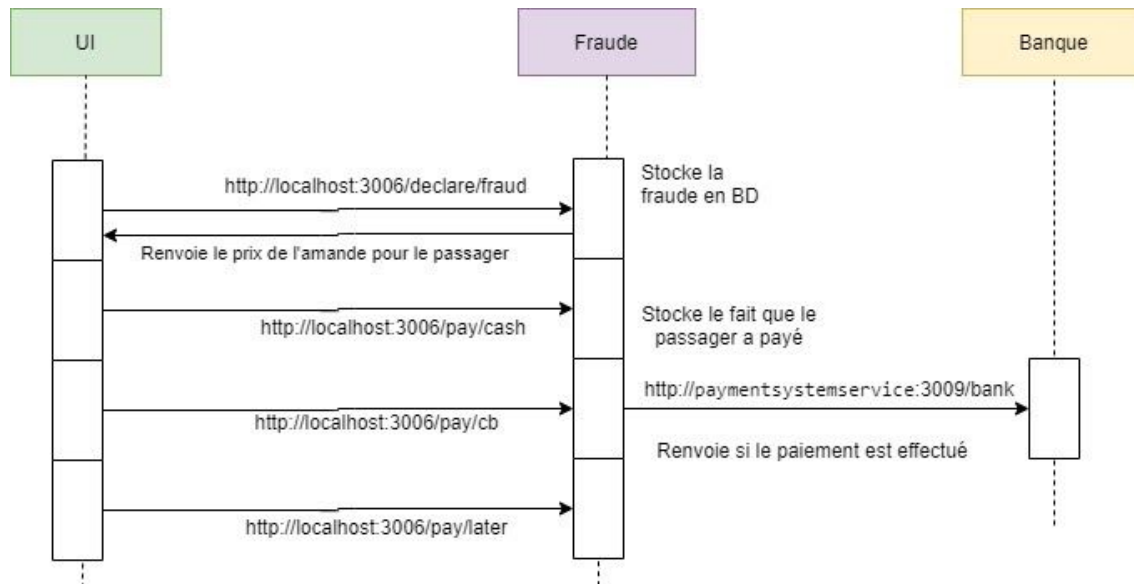 UI
Fraude
Banque
http://localhost:3006/declare/fraud
Stocke la
fraude en BD
Renvoie le prix de l'amande pour le passager
http://localhost:3006/pay/cash
Stocke le fait que le
passager a payé
http://paymentsystemservice:3009/bank
http://localhost:3006/pay/cb
Renvoie si le paiement est effectué
http://localhost:3006/pay/later